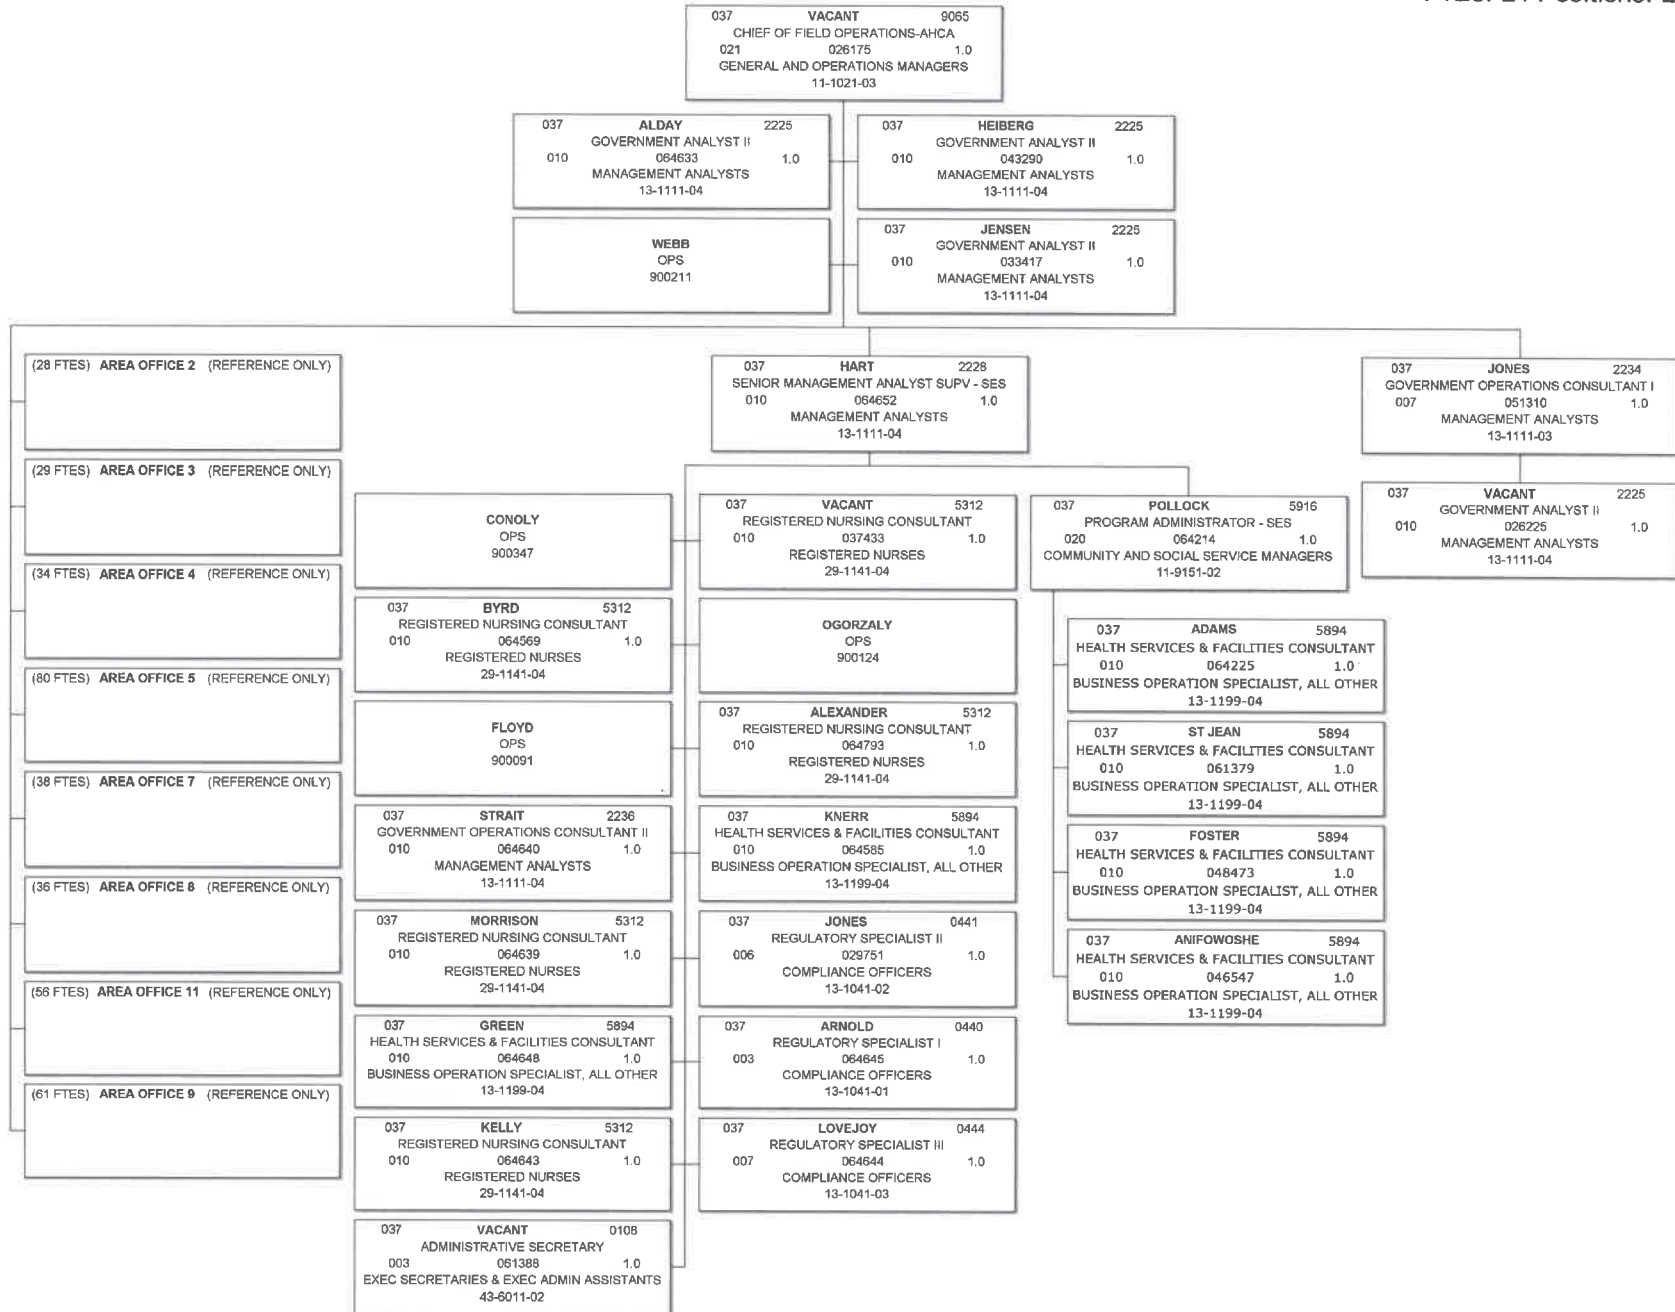 037 VACANT 9065
CHIEF OF FIELD OPERATIONS-AHCA
021 026175 1.0
GENERAL AND OPERATIONS MANAGERS
11-1021-03
037 ALDAY 2225
GOVERNMENT ANALYST II
010 064633 1.0
MANAGEMENT ANALYSTS
13-1111-04
037 HEIBERG 2225
GOVERNMENT ANALYST II
010 043290 1.0
MANAGEMENT ANALYSTS
13-1111-04
WEBB
OPS
900211
037 JENSEN 2225
GOVERNMENT ANALYST II
010 033417 1.0
MANAGEMENT ANALYSTS
13-1111-04
(28 FTES) AREA OFFICE 2 (REFERENCE ONLY)
(29 FTES) AREA OFFICE 3 (REFERENCE ONLY)
(34 FTES) AREA OFFICE 4 (REFERENCE ONLY)
(80 FTES) AREA OFFICE 5 (REFERENCE ONLY)
(38 FTES) AREA OFFICE 7 (REFERENCE ONLY)
(36 FTES) AREA OFFICE 8 (REFERENCE ONLY)
(56 FTES) AREA OFFICE 11 (REFERENCE ONLY)
(61 FTES) AREA OFFICE 9 (REFERENCE ONLY)
037 HART 2228
SENIOR MANAGEMENT ANALYST SUPV - SES
010 064652 1.0
MANAGEMENT ANALYSTS
13-1111-04
037 JONES 2234
GOVERNMENT OPERATIONS CONSULTANT I
007 051310 1.0
MANAGEMENT ANALYSTS
13-1111-03
037 VACANT 2225
GOVERNMENT ANALYST II
010 026225 1.0
MANAGEMENT ANALYSTS
13-1111-04
CONOLY
OPS
900347
037 VACANT 5312
REGISTERED NURSING CONSULTANT
010 037433 1.0
REGISTERED NURSES
29-1141-04
037 POLLOCK 5916
PROGRAM ADMINISTRATOR - SES
020 064214 1.0
COMMUNITY AND SOCIAL SERVICE MANAGERS
11-9151-02
037 BYRD 5312
REGISTERED NURSING CONSULTANT
010 064569 1.0
REGISTERED NURSES
29-1141-04
OGORZALY
OPS
900124
FLOYD
OPS
900091
037 ALEXANDER 5312
REGISTERED NURSING CONSULTANT
010 064793 1.0
REGISTERED NURSES
29-1141-04
037 STRAIT 2236
GOVERNMENT OPERATIONS CONSULTANT II
010 064640 1.0
MANAGEMENT ANALYSTS
13-1111-04
037 KNERR 5894
HEALTH SERVICES & FACILITIES CONSULTANT
010 064585 1.0
BUSINESS OPERATION SPECIALIST, ALL OTHER
13-1199-04
037 MORRISON 5312
REGISTERED NURSING CONSULTANT
010 064639 1.0
REGISTERED NURSES
29-1141-04
037 JONES 0441
REGULATORY SPECIALIST II
006 029751 1.0
COMPLIANCE OFFICERS
13-1041-02
037 GREEN 5894
HEALTH SERVICES & FACILITIES CONSULTANT
010 064648 1.0
BUSINESS OPERATION SPECIALIST, ALL OTHER
13-1199-04
037 ARNOLD 0440
REGULATORY SPECIALIST I
003 064645 1.0
COMPLIANCE OFFICERS
13-1041-01
037 KELLY 5312
REGISTERED NURSING CONSULTANT
010 064643 1.0
REGISTERED NURSES
29-1141-04
037 LOVEJOY 0444
REGULATORY SPECIALIST III
007 064644 1.0
COMPLIANCE OFFICERS
13-1041-03
037 VACANT 0108
ADMINISTRATIVE SECRETARY
003 061388 1.0
EXEC SECRETARIES & EXEC ADMIN ASSISTANTS
43-6011-02
037 ADAMS 5894
HEALTH SERVICES & FACILITIES CONSULTANT
010 064225 1.0
BUSINESS OPERATION SPECIALIST, ALL OTHER
13-1199-04
037 ST JEAN 5894
HEALTH SERVICES & FACILITIES CONSULTANT
010 061379 1.0
BUSINESS OPERATION SPECIALIST, ALL OTHER
13-1199-04
037 FOSTER 5894
HEALTH SERVICES & FACILITIES CONSULTANT
010 048473 1.0
BUSINESS OPERATION SPECIALIST, ALL OTHER
13-1199-04
037 ANIFOWOSHE 5894
HEALTH SERVICES & FACILITIES CONSULTANT
010 046547 1.0
BUSINESS OPERATION SPECIALIST, ALL OTHER
13-1199-04